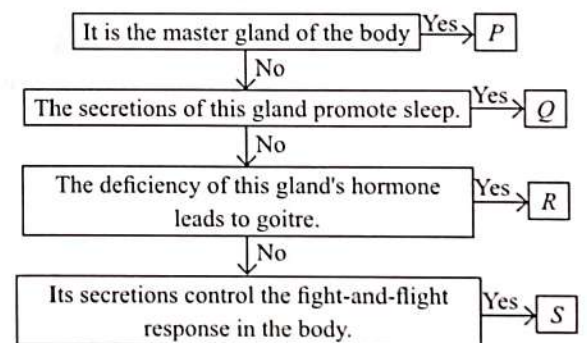 It is the master gland of the body Yes P
No
The secretions of this gland promote sleep. Yes Q
No
The deficiency of this gland's hormone
leads to goitre. Yes R
No
Its secretions control the fight-and-flight
response in the body. Yes S